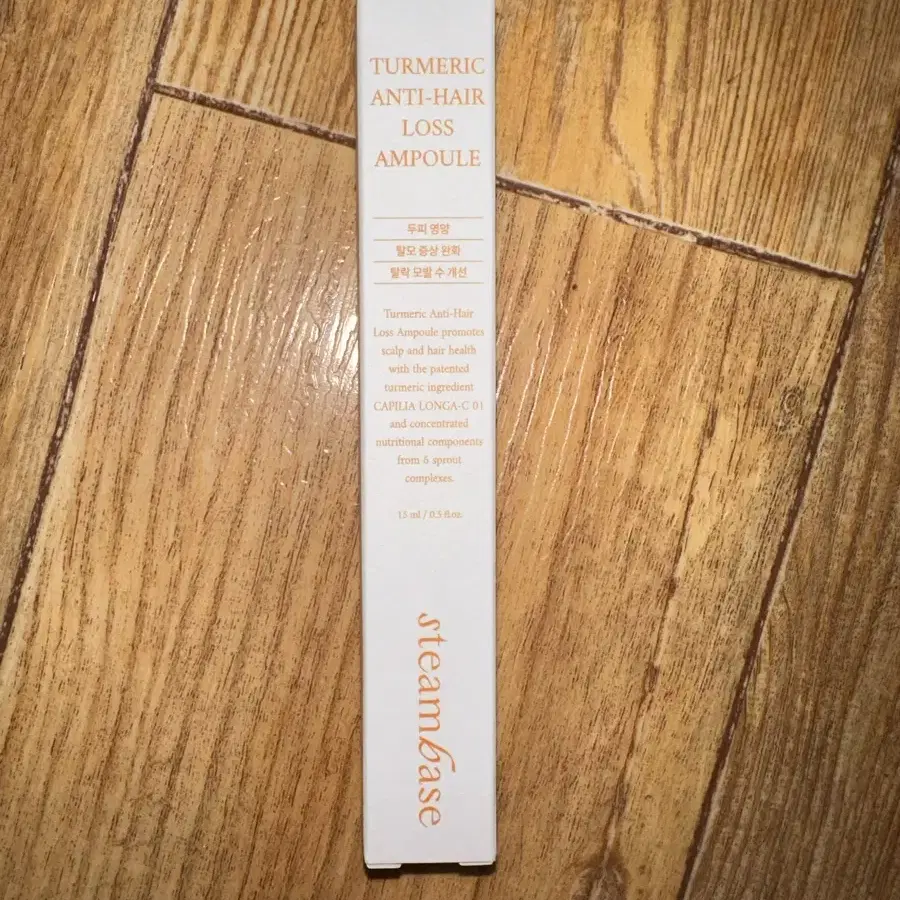 TURMERIC
ANTI-HAIR
LOSS
AMPOULE
두피 영양
탈모 증상 완화
탈락 모발 수 개선
Turmeric Anti-Hair
Loss Ampoule promotes
scalp and hair health
with the patented
turmeric ingredient
CAPILIA LONGA-C 01
and concentrated
nutritional components
from 8 sprout
complexes.
15 ml / 0.5 fl.oz.
steambase